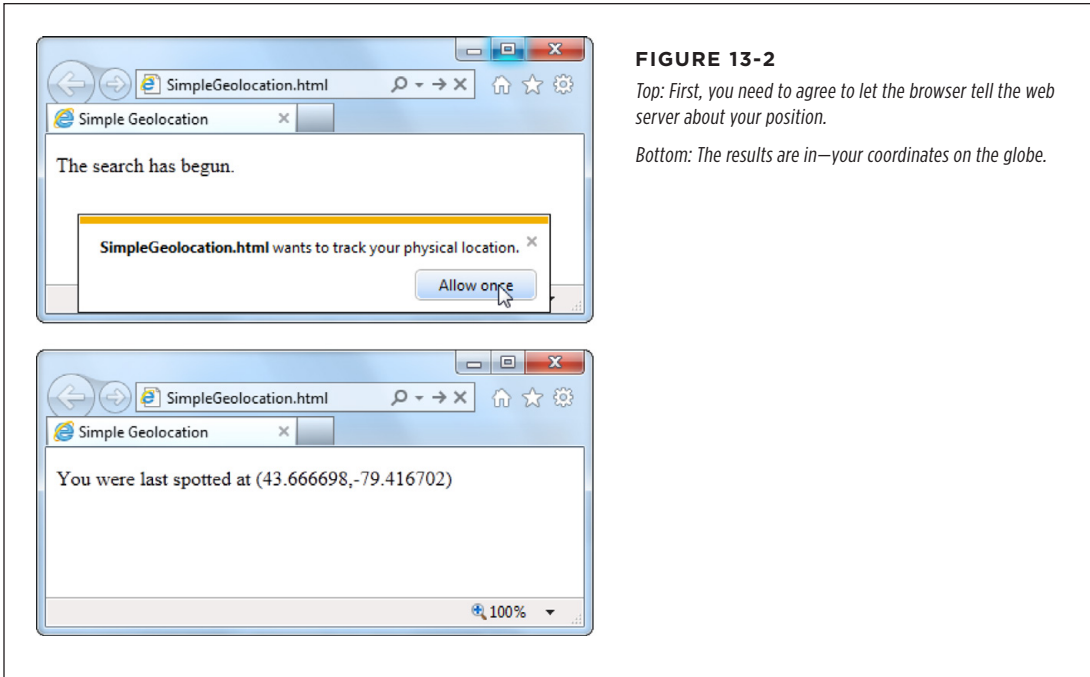 SimpleGeolocation.html
Simple Geolocation
The search has begun.
SimpleGeolocation.html wants to track your physical location.
Allow once
SimpleGeolocation.html
Simple Geolocation
You were last spotted at (43.666698,-79.416702)
100%
FIGURE 13-2
Top: First, you need to agree to let the browser tell the web
server about your position.
Bottom: The results are in—your coordinates on the globe.